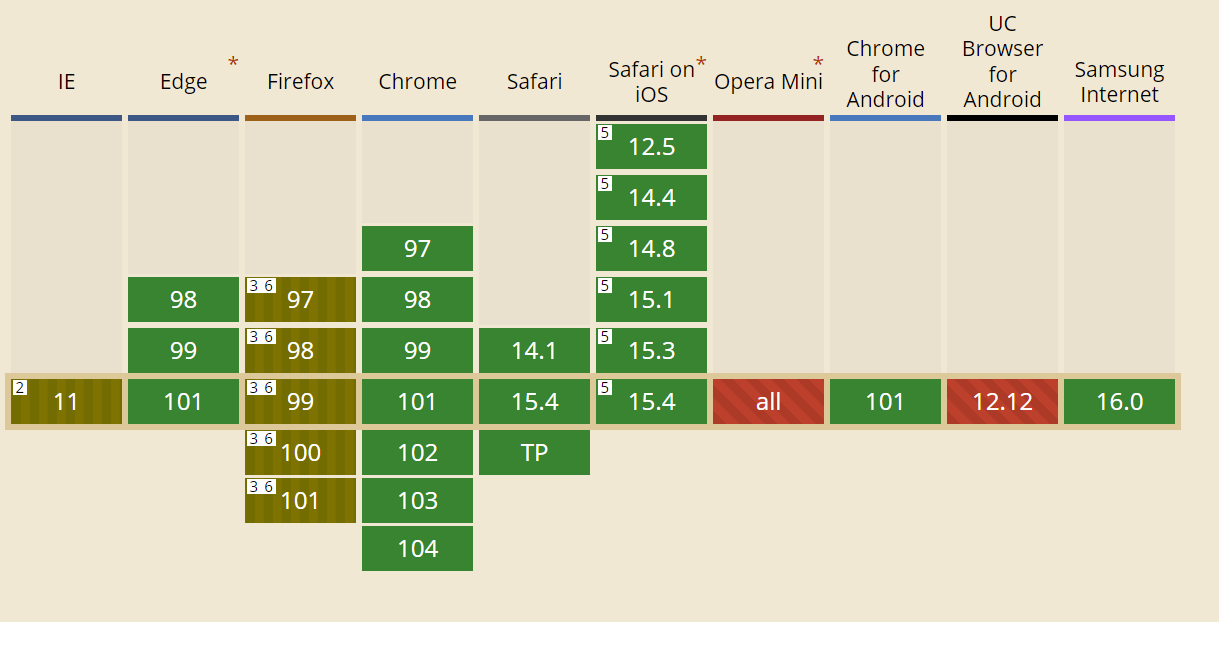 IE
Edge
*
Firefox
Chrome
Safari
Safari on
iOS
*
Opera Mini
*
Chrome
for
Android
UC
Browser
for
Android
Samsung
Internet
5 12.5
5 14.4
97 5 14.8
98 3 6 97 98 5 15.1
99 3 6 98 99 14.1 5 15.3
2 11 101 3 6 99 101 15.4 5 15.4 all 101 12.12 16.0
3 6 100 102 TP
3 6 101 103
104